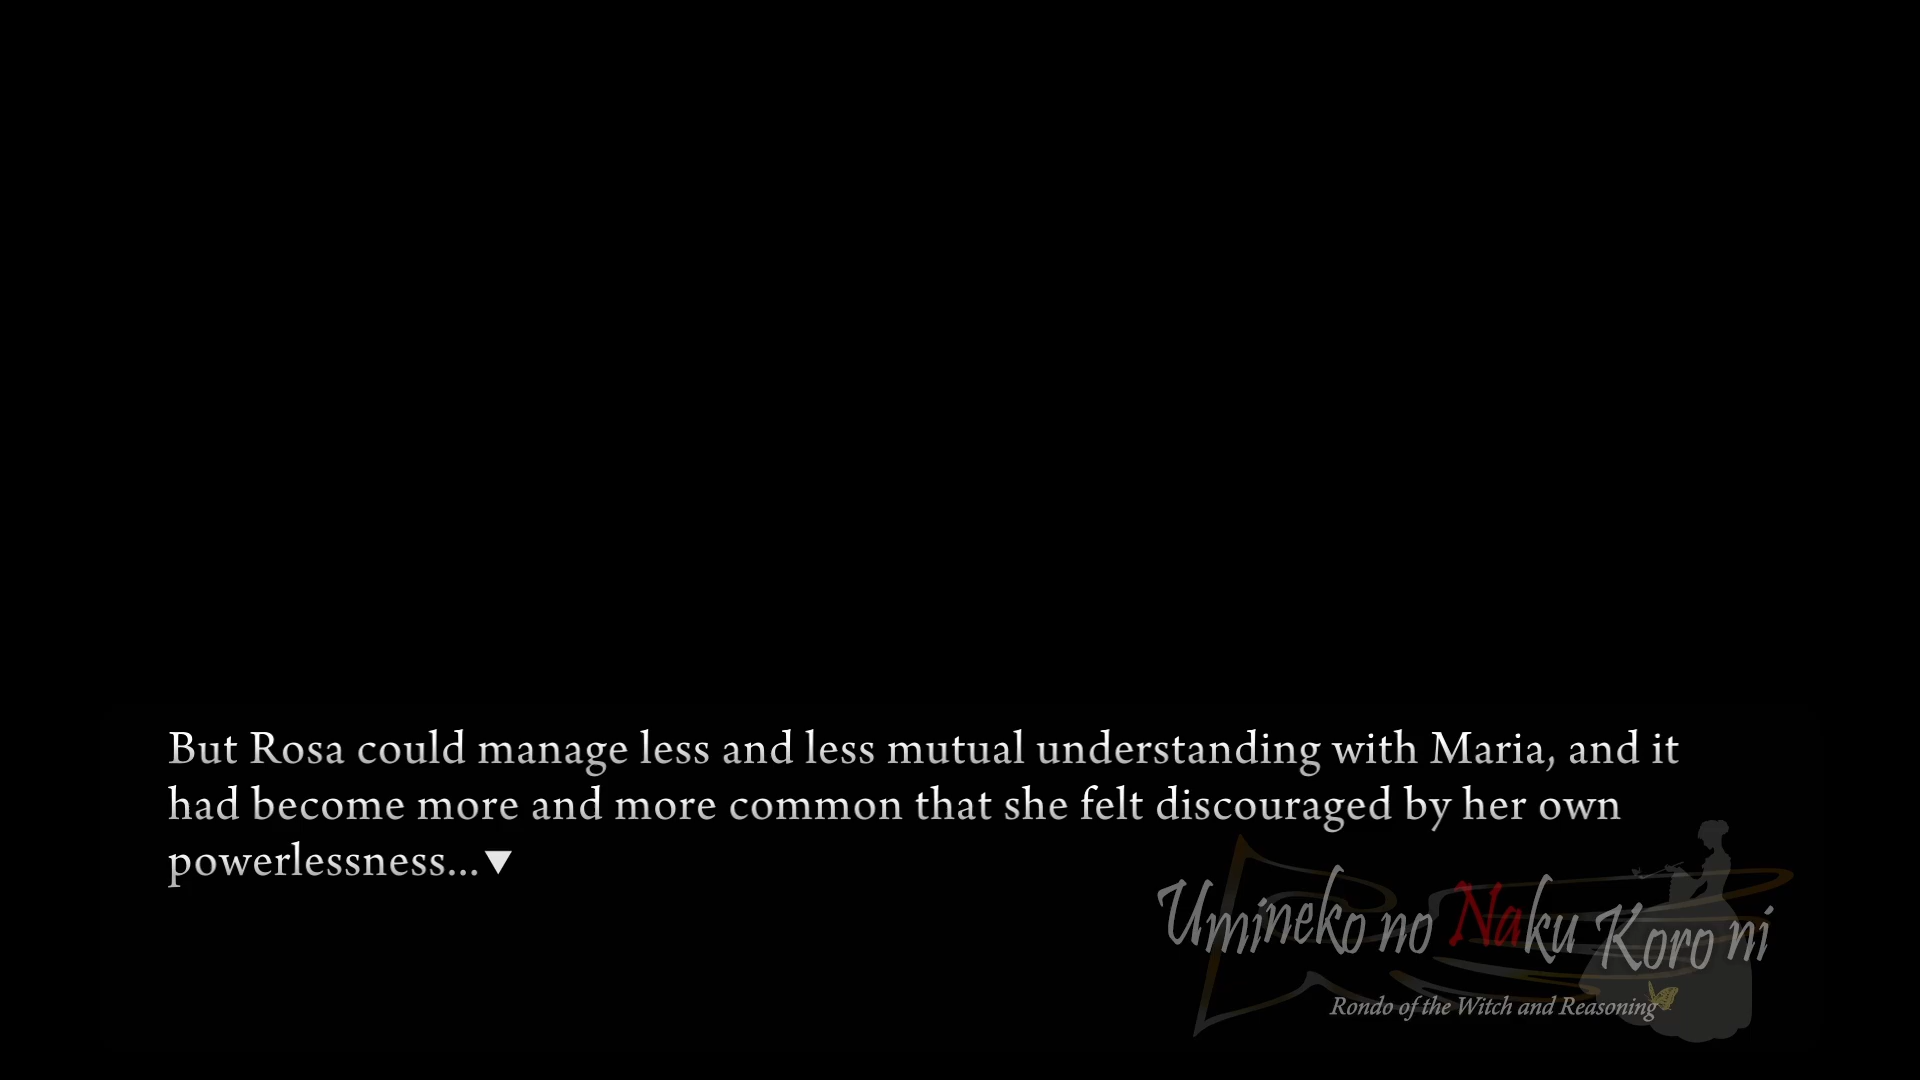 But Rosa could manage less and less mutual understanding with Maria, and it
had become more and more common that she felt discouraged by her own
powerlessness...▼
Umineko no Naku Koro ni
Rondo of the Witch and Reasoning